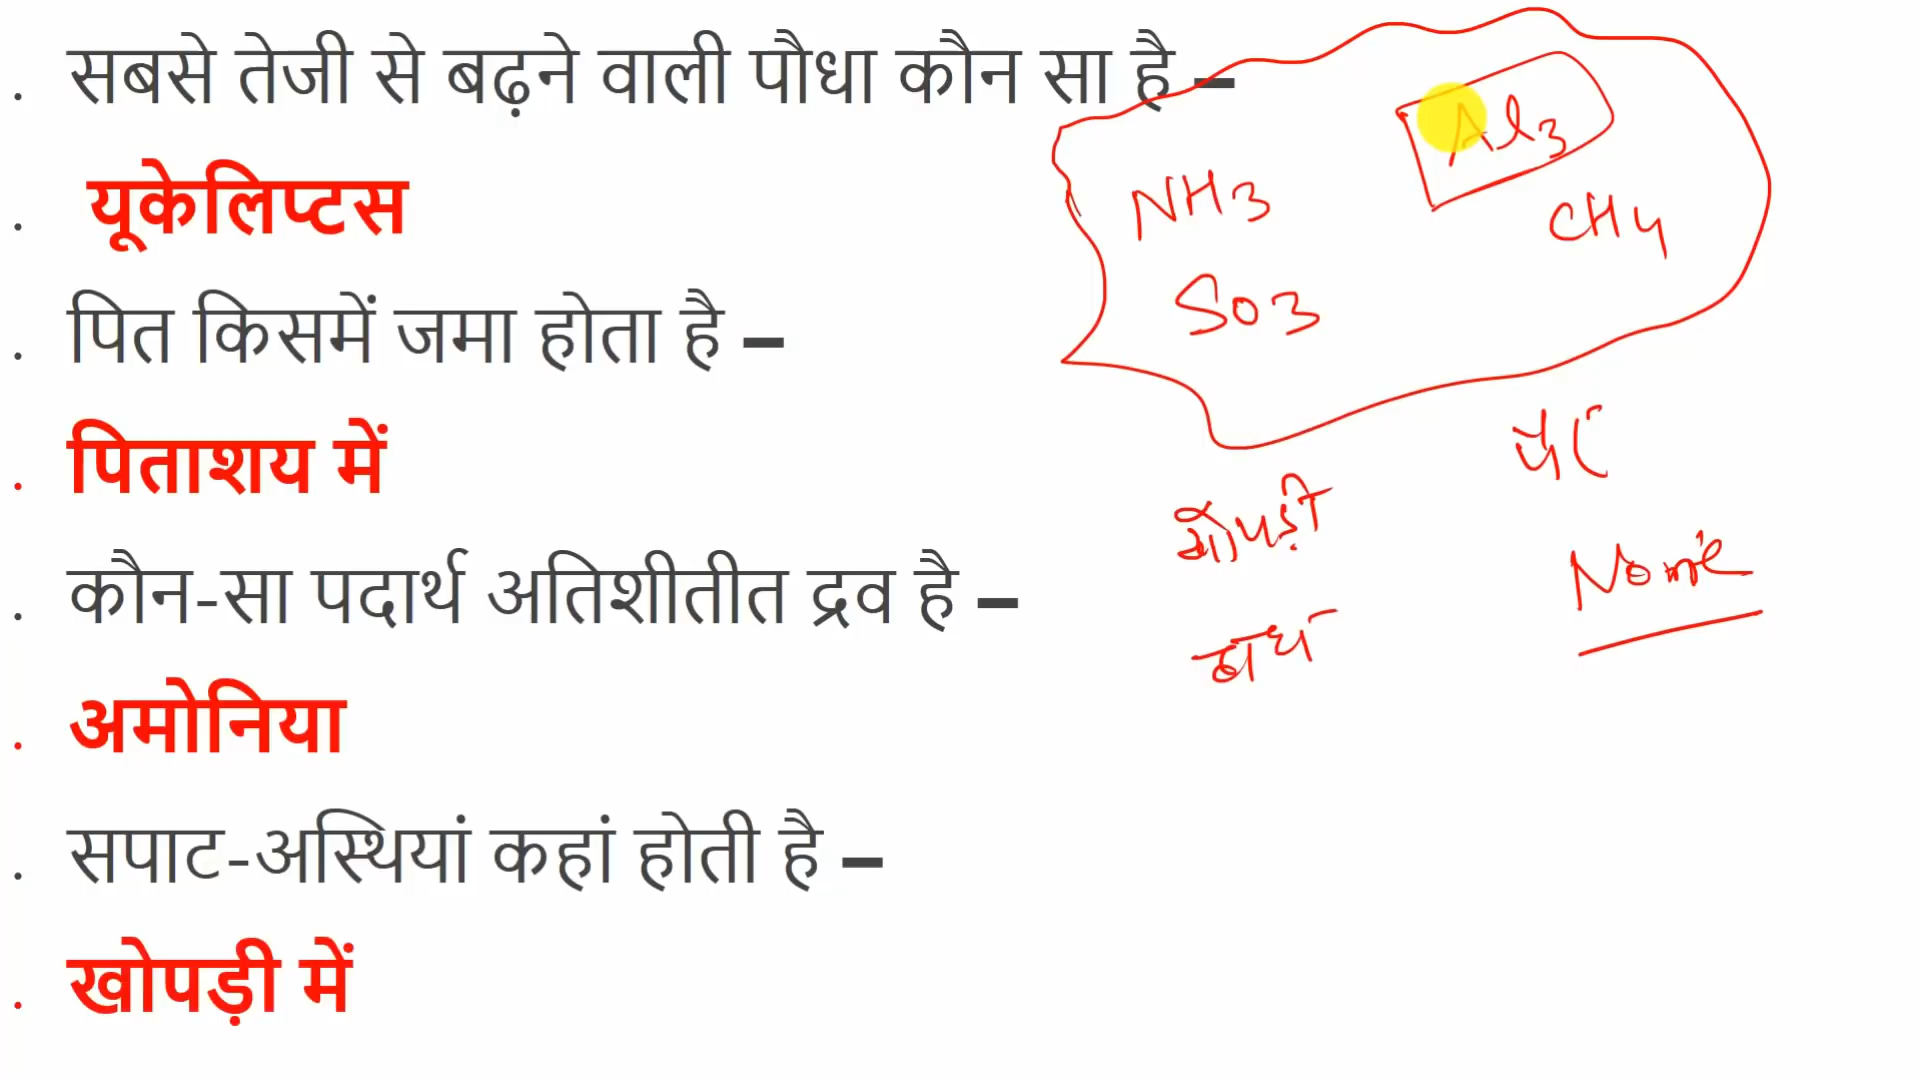 . सबसे तेजी से बढ़ने वाली पौधा कौन सा है –
. यूकेलिप्टस
. पित किसमें जमा होता है –
. पिताशय में
. कौन-सा पदार्थ अतिशीतीत द्रव है –
. अमोनिया
. सपाट-अस्थियां कहां होती है –
. खोपड़ी में
NH3
SO3
CH4
खोपड़ी
None